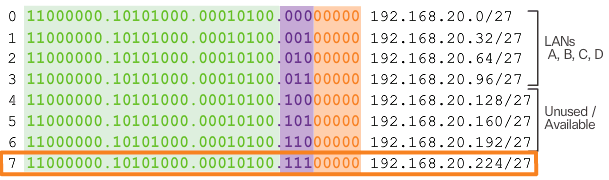 0 11000000.10101000.00010100.00000000 192.168.20.0/27
1 11000000.10101000.00010100.00100000 192.168.20.32/27
2 11000000.10101000.00010100.01000000 192.168.20.64/27
3 11000000.10101000.00010100.01100000 192.168.20.96/27
LANs
A, B, C, D
4 11000000.10101000.00010100.10000000 192.168.20.128/27
5 11000000.10101000.00010100.10100000 192.168.20.160/27
6 11000000.10101000.00010100.11000000 192.168.20.192/27
Unused /
Available
7 11000000.10101000.00010100.11100000 192.168.20.224/27